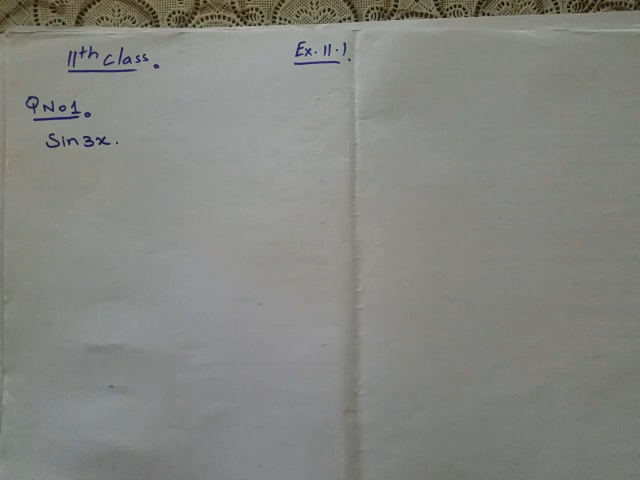 11th class.
Ex. 11.1.
Q No 1.
Sin 3x.